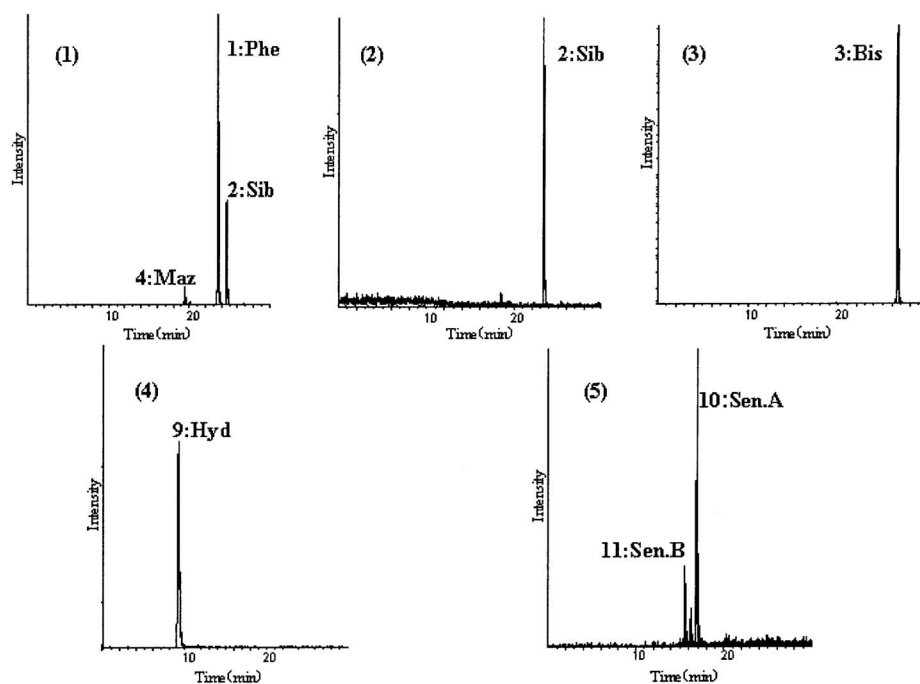 (1)
1:Phe
2:Sib
4:Maz
Intensity
10 20
Time(min)
(2)
2:Sib
Intensity
10 20
Time(min)
(3)
3:Bis
Intensity
10 20
Time(min)
(4)
9:Hyd
Intensity
10 20
Time(min)
(5)
10:Sen.A
11:Sen.B
Intensity
10 20
Time(min)